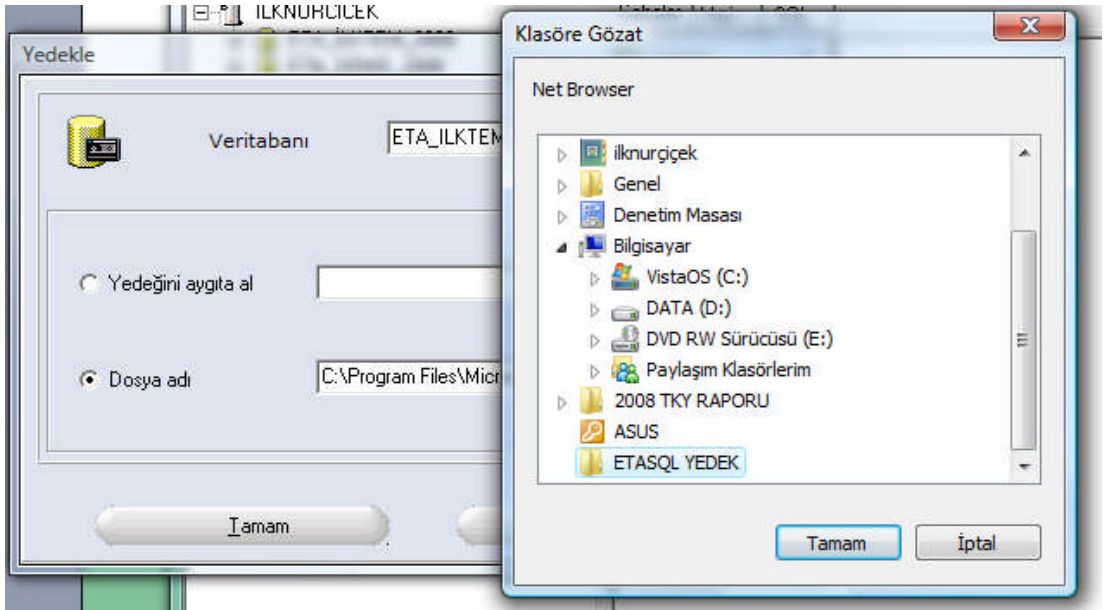 ILKNURCICEK
Yedekle
Veritabanı
ETA_ILKTEM
Yedeğini aygıta al
Dosya adı
C:\Program Files\Micr
Tamam
Klasöre Gözat
Net Browser
ilknurçiçek
Genel
Denetim Masası
Bilgisayar
VistaOS (C:)
DATA (D:)
DVD RW Sürücüsü (E:)
Paylaşım Klasörlerim
2008 TKY RAPORU
ASUS
ETASQL YEDEK
Tamam
İptal